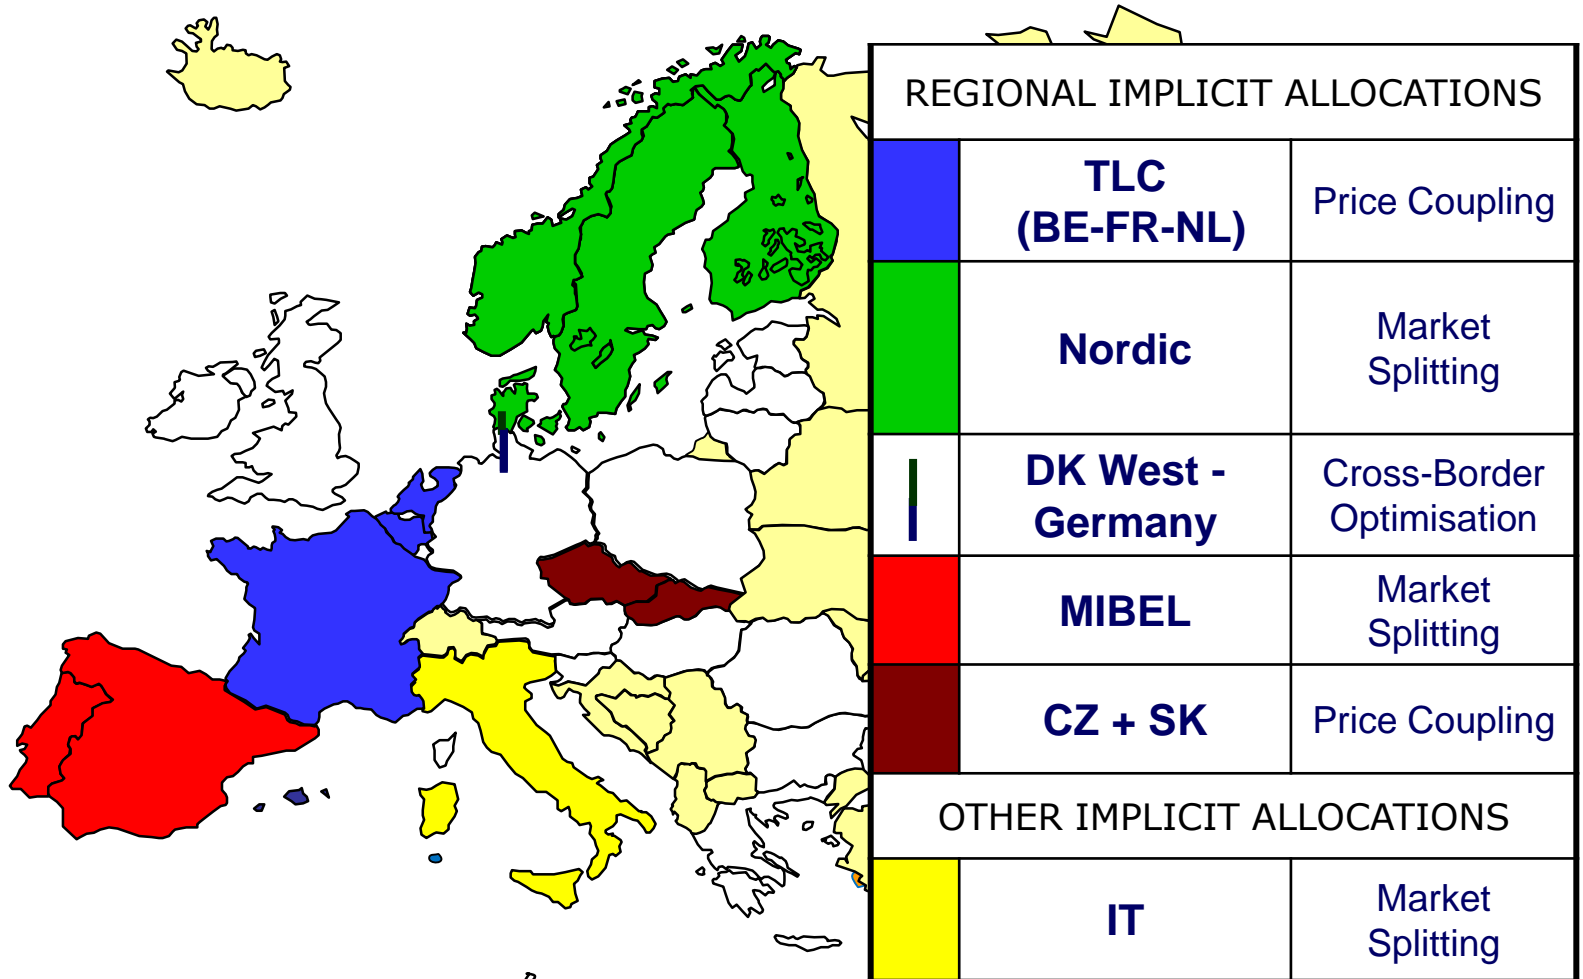 REGIONAL IMPLICIT ALLOCATIONS
TLC
(BE-FR-NL)
Price Coupling
Nordic
Market
Splitting
DK West -
Germany
Cross-Border
Optimisation
MIBEL
Market
Splitting
CZ + SK
Price Coupling
OTHER IMPLICIT ALLOCATIONS
IT
Market
Splitting